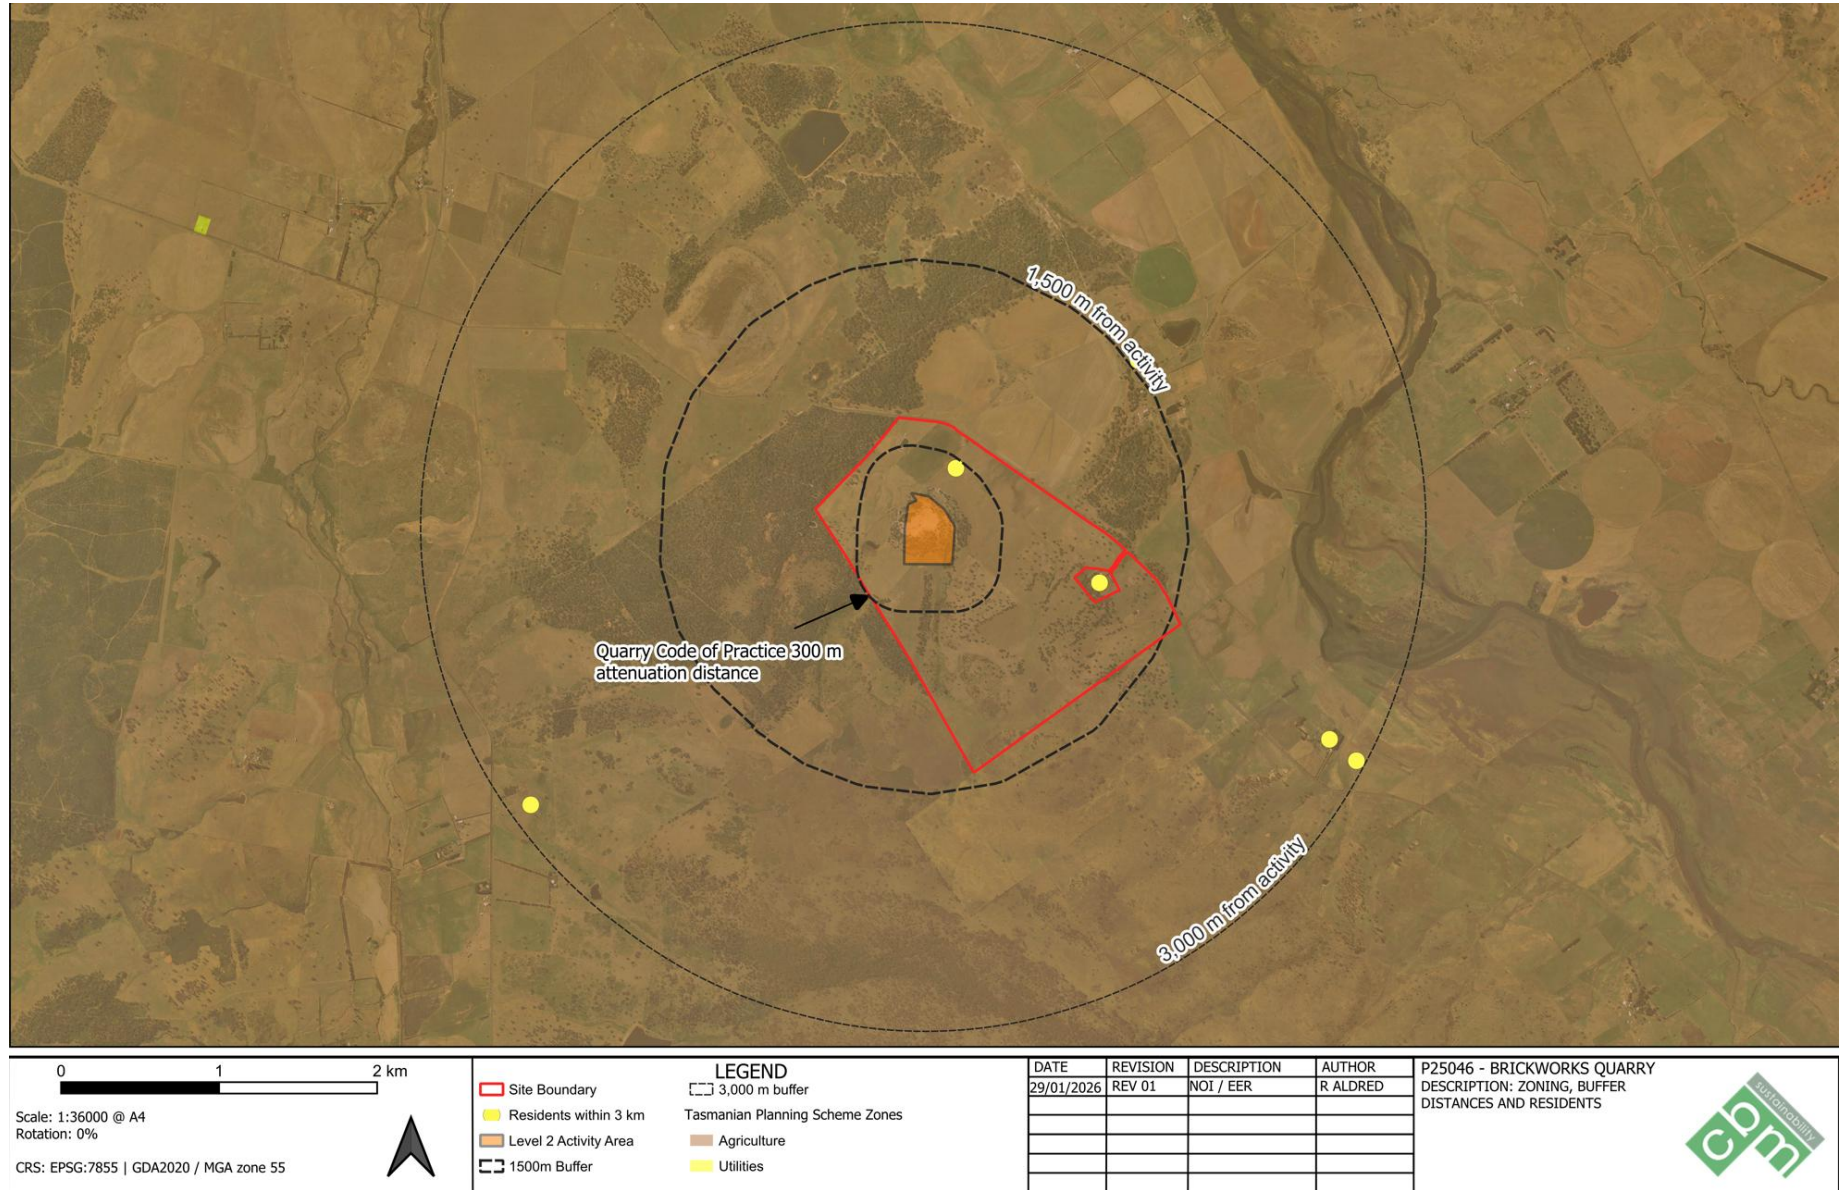 1,500 m from activity
Quarry Code of Practice 300 m
attenuation distance
3,000 m from activity
0 1 2 km
Scale: 1:36000 @ A4
Rotation: 0%
CRS: EPSG:7855 | GDA2020 / MGA zone 55
LEGEND
Site Boundary
Residents within 3 km
Level 2 Activity Area
1500m Buffer
3,000 m buffer
Tasmanian Planning Scheme Zones
Agriculture
Utilities
DATE REVISION DESCRIPTION AUTHOR
29/01/2026 REV 01 NOI / EER R ALDRED
P25046 - BRICKWORKS QUARRY
DESCRIPTION: ZONING, BUFFER
DISTANCES AND RESIDENTS
cbm
sustainability